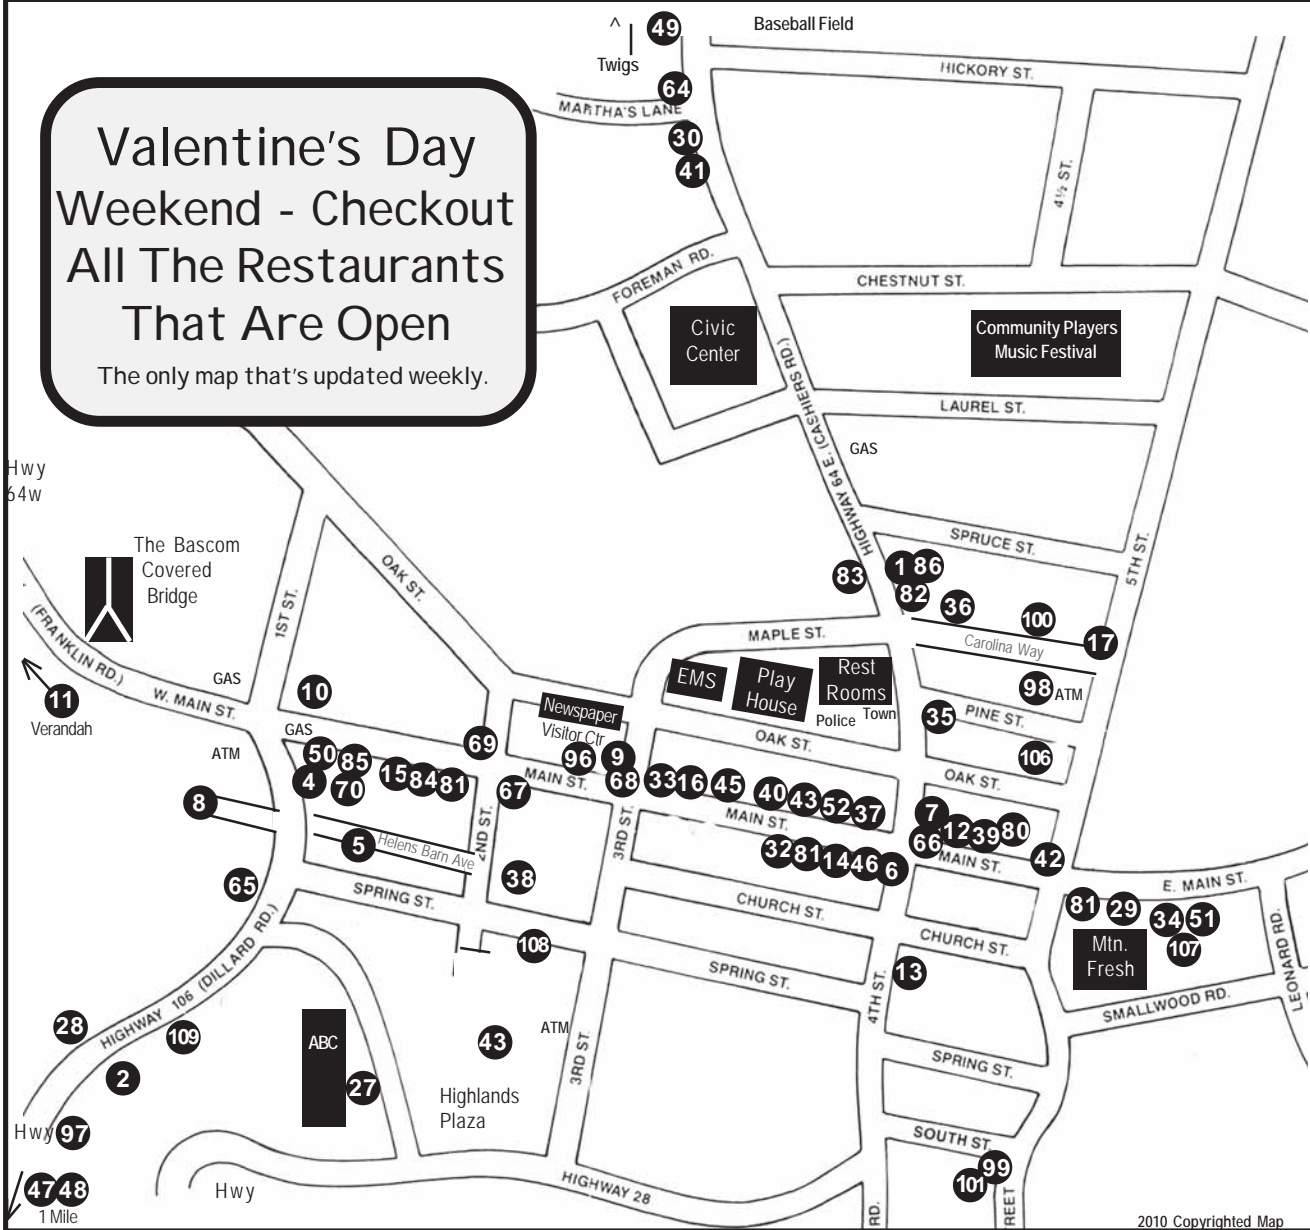 ^
49
Baseball Field
Twigs
HICKORY ST.
64
MARTHA'S LANE
30
41
4½ ST.
Valentine's Day
Weekend - Checkout
All The Restaurants
That Are Open
The only map that's updated weekly.
FOREMAN RD.
CHESTNUT ST.
Civic
Center
Community Players
Music Festival
HIGHWAY 64 E. (CASHIERS RD.)
LAUREL ST.
GAS
Hwy
64w
The Bascom
Covered
Bridge
OAK ST.
1ST ST.
SPRUCE ST.
5TH ST.
83
1
86
82
36
100
17
Carolina Way
MAPLE ST.
(FRANKLIN RD.)
W. MAIN ST.
11
Verandah
GAS
10
EMS
Play
House
Rest
Rooms
Police
Town
98
ATM
35
PINE ST.
Newspaper
Visitor Ctr
GAS
ATM
69
OAK ST.
106
50
85
4
70
15
84
81
96
9
68
MAIN ST.
67
33
16
45
40
43
52
37
OAK ST.
8
MAIN ST.
7
12
39
80
66
MAIN ST.
42
5
Helens Barn Ave
2ND ST.
3RD ST.
32
81
14
46
6
65
38
SPRING ST.
CHURCH ST.
E. MAIN ST.
81
29
34
51
107
Mtn.
Fresh
LEONARD RD.
108
CHURCH ST.
SPRING ST.
13
4TH ST.
SMALLWOOD RD.
HIGHWAY 106 (DILLARD RD.)
28
109
2
ABC
27
43
ATM
3RD ST.
Highlands
Plaza
SPRING ST.
Hwy
97
SOUTH ST.
99
101
47
48
1 Mile
Hwy
HIGHWAY 28
RD.
REET
2010 Copyrighted Map